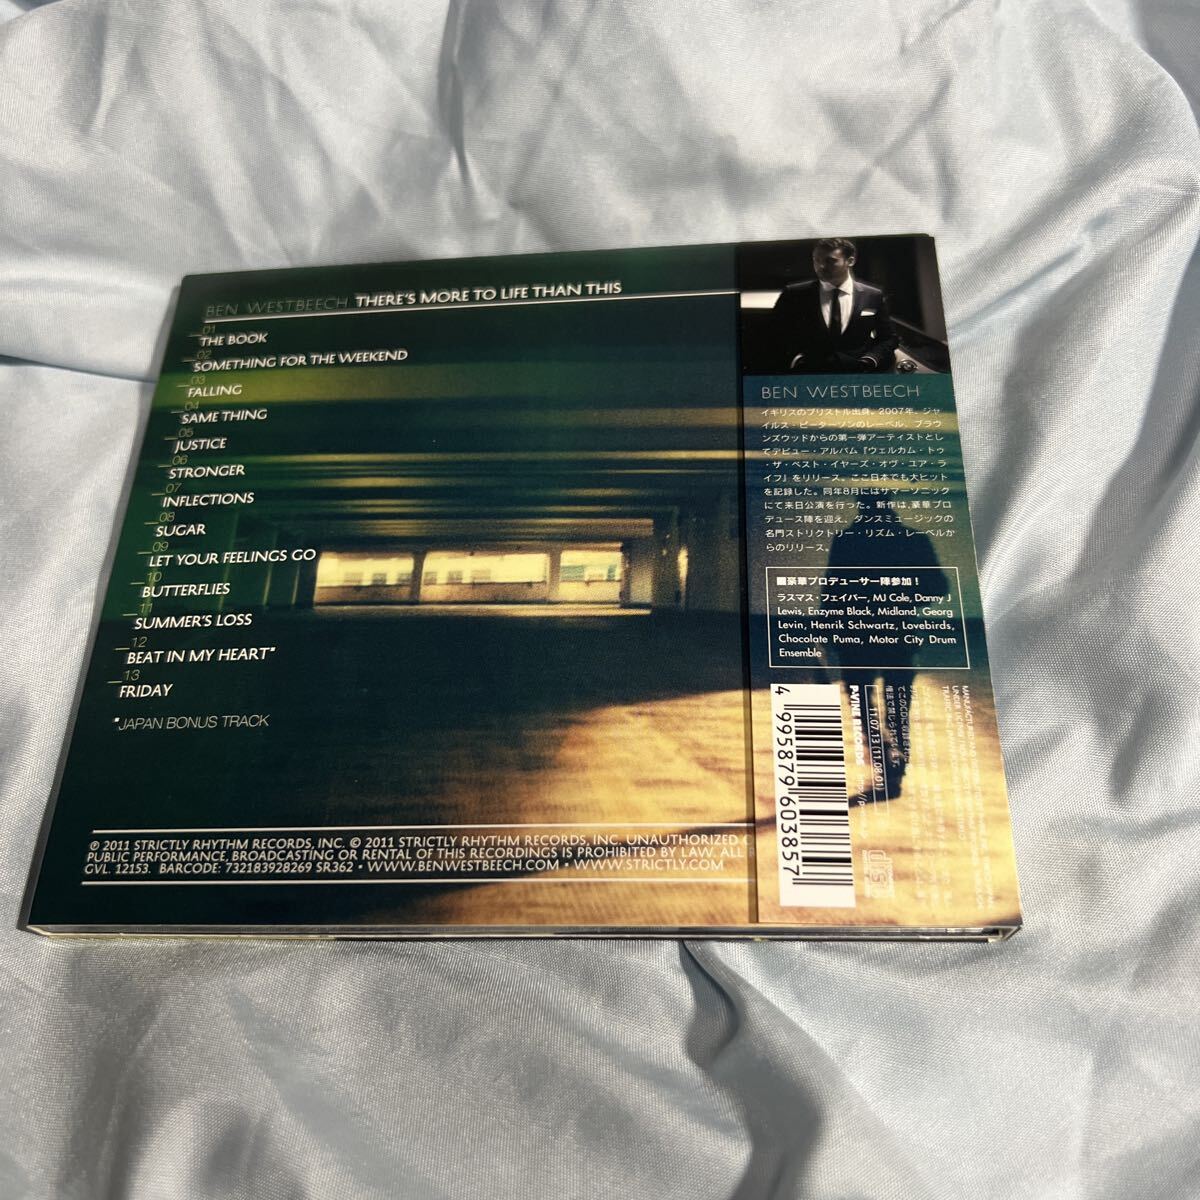 BEN WESTBEECH THERE'S MORE TO LIFE THAN THIS
01
THE BOOK
02
SOMETHING FOR THE WEEKEND
03
FALLING
04
SAME THING
05
JUSTICE
06
STRONGER
07
INFLECTIONS
08
SUGAR
09
LET YOUR FEELINGS GO
10
BUTTERFLIES
11
SUMMER'S LOSS
12
BEAT IN MY HEART*
13
FRIDAY
*JAPAN BONUS TRACK
℗ 2011 STRICTLY RHYTHM RECORDS, INC. © 2011 STRICTLY RHYTHM RECORDS, INC. UNAUTHORIZED
PUBLIC PERFORMANCE, BROADCASTING OR RENTAL OF THIS RECORDINGS IS PROHIBITED BY LAW. ALL
GVL. 12153. BARCODE: 732183928269 SR362 • WWW.BENWESTBEECH.COM • WWW.STRICTLY.COM
BEN WESTBEECH
イギリスのブリストル出身。2007年、ジャ
イルス・ピーターソンのレーベル、ブラウ
ンズウッドからの第一弾アーティストとし
てデビュー・アルバム『ウェルカム・トゥ
・ザ・ベスト・イヤーズ・オヴ・ユア・ラ
イフ』をリリース。ここ日本でも大ヒット
を記録した。同年8月にはサマーソニック
にて来日公演を行った。新作は、豪華プロ
デュース陣を迎え、ダンスミュージックの
名門ストリクトリー・リズム・レーベルか
らのリリース。
■豪華プロデューサー陣参加！
ラスマス・フェイバー, MJ Cole, Danny J
Lewis, Enzyme Black, Midland, Georg
Levin, Henrik Schwartz, Lovebirds,
Chocolate Puma, Motor City Drum
Ensemble
4 995879 603857
P-VINE RECORDS
11.07.13 (11.08.01)